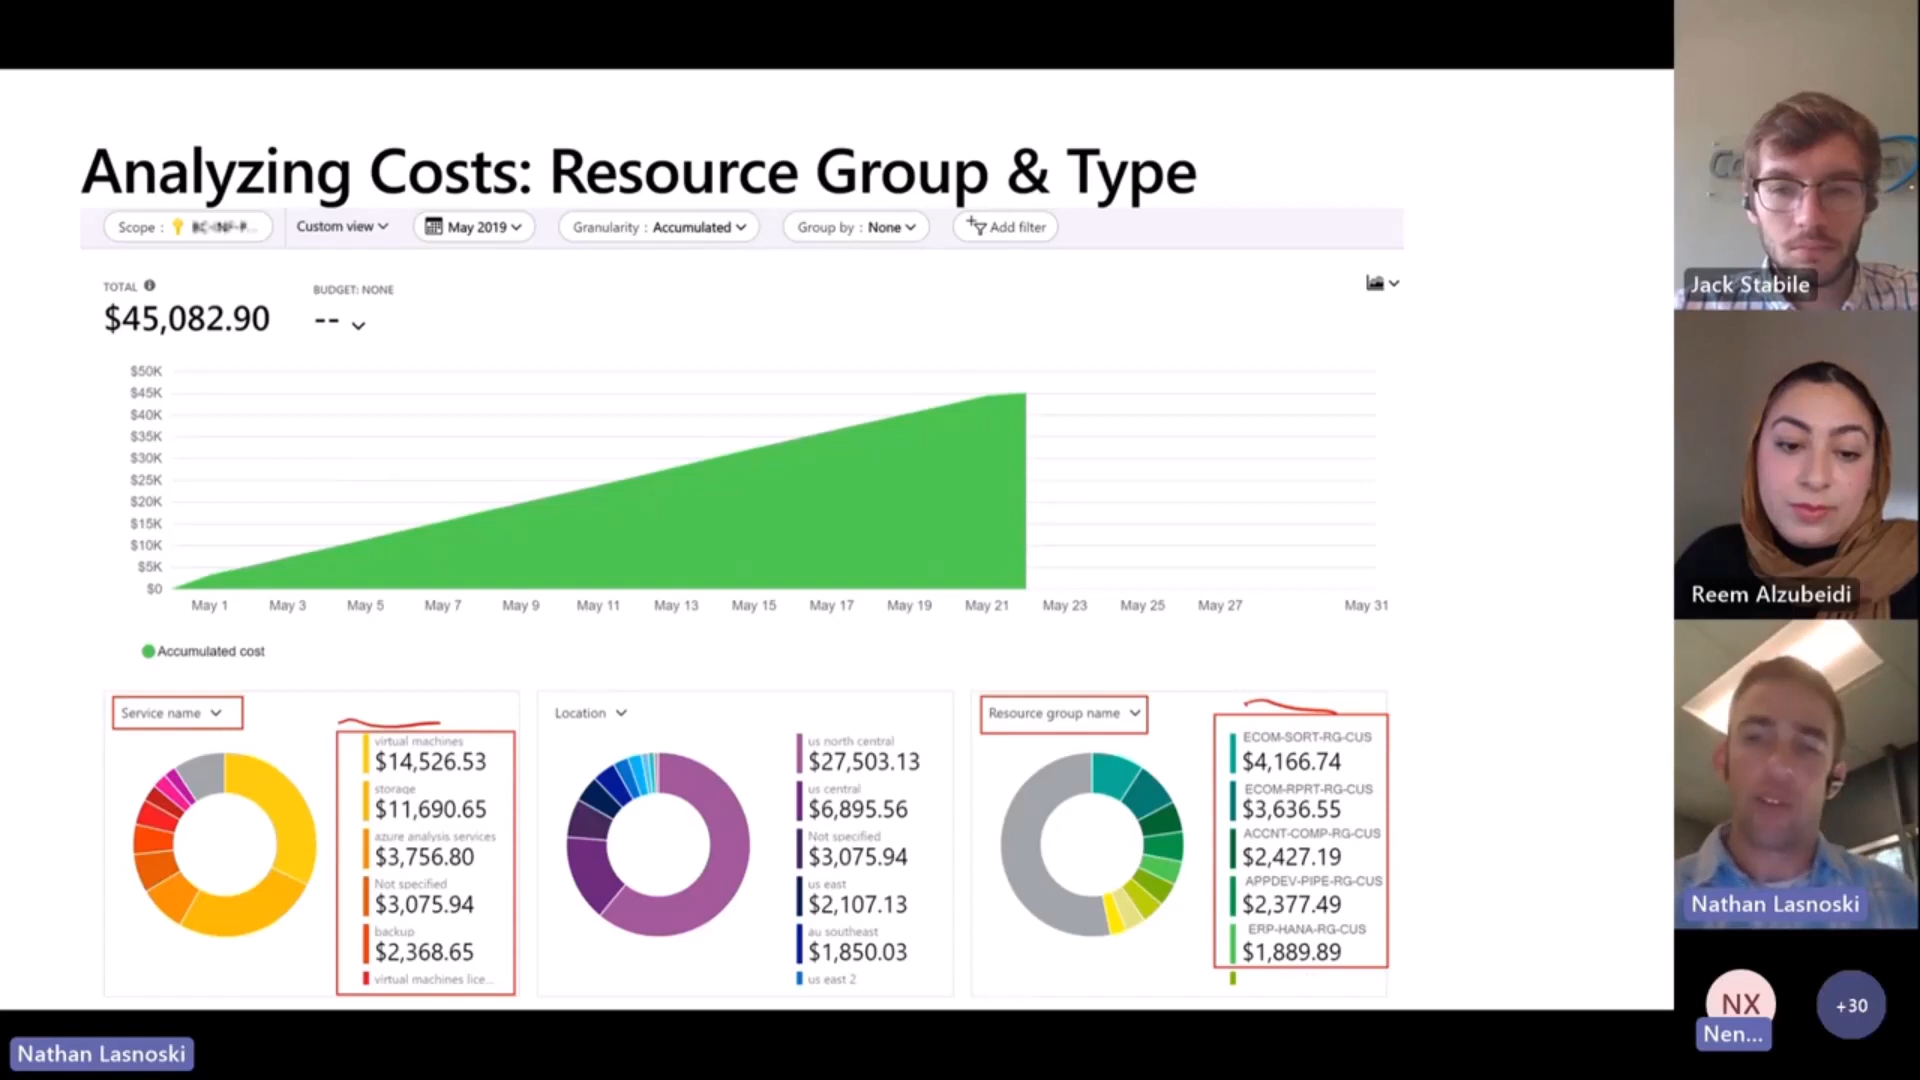 Analyzing Costs: Resource Group & Type
Scope :
Custom view
May 2019
Granularity : Accumulated
Group by : None
Add filter
TOTAL
$45,082.90
BUDGET: NONE
--
$50K
$45K
$40K
$35K
$30K
$25K
$20K
$15K
$10K
$5K
$0
May 1 May 3 May 5 May 7 May 9 May 11 May 13 May 15 May 17 May 19 May 21 May 23 May 25 May 27 May 31
Accumulated cost
Service name
virtual machines
$14,526.53
storage
$11,690.65
azure analysis services
$3,756.80
Not specified
$3,075.94
backup
$2,368.65
virtual machines lice...
Location
us north central
$27,503.13
us central
$6,895.56
Not specified
$3,075.94
us east
$2,107.13
au southeast
$1,850.03
us east 2
Resource group name
ECOM-SORT-RG-CUS
$4,166.74
ECOM-RPRT-RG-CUS
$3,636.55
ACCNT-COMP-RG-CUS
$2,427.19
APPDEV-PIPE-RG-CUS
$2,377.49
ERP-HANA-RG-CUS
$1,889.89
Jack Stabile
Reem Alzubeidi
Nathan Lasnoski
NX
Nen...
+30
Nathan Lasnoski